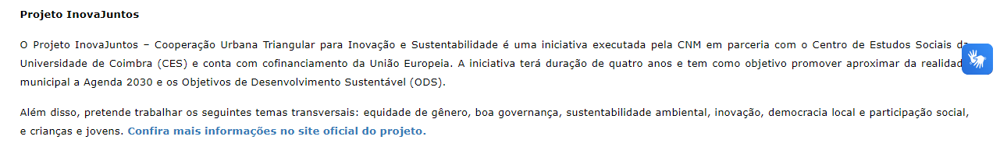 Projeto InovaJuntos
O Projeto InovaJuntos – Cooperação Urbana Triangular para Inovação e Sustentabilidade é uma iniciativa executada pela CNM em parceria com o Centro de Estudos Sociais da
Universidade de Coimbra (CES) e conta com cofinanciamento da União Europeia. A iniciativa terá duração de quatro anos e tem como objetivo promover aproximar da realidade
municipal a Agenda 2030 e os Objetivos de Desenvolvimento Sustentável (ODS).
Além disso, pretende trabalhar os seguintes temas transversais: equidade de gênero, boa governança, sustentabilidade ambiental, inovação, democracia local e participação social,
e crianças e jovens. Confira mais informações no site oficial do projeto.